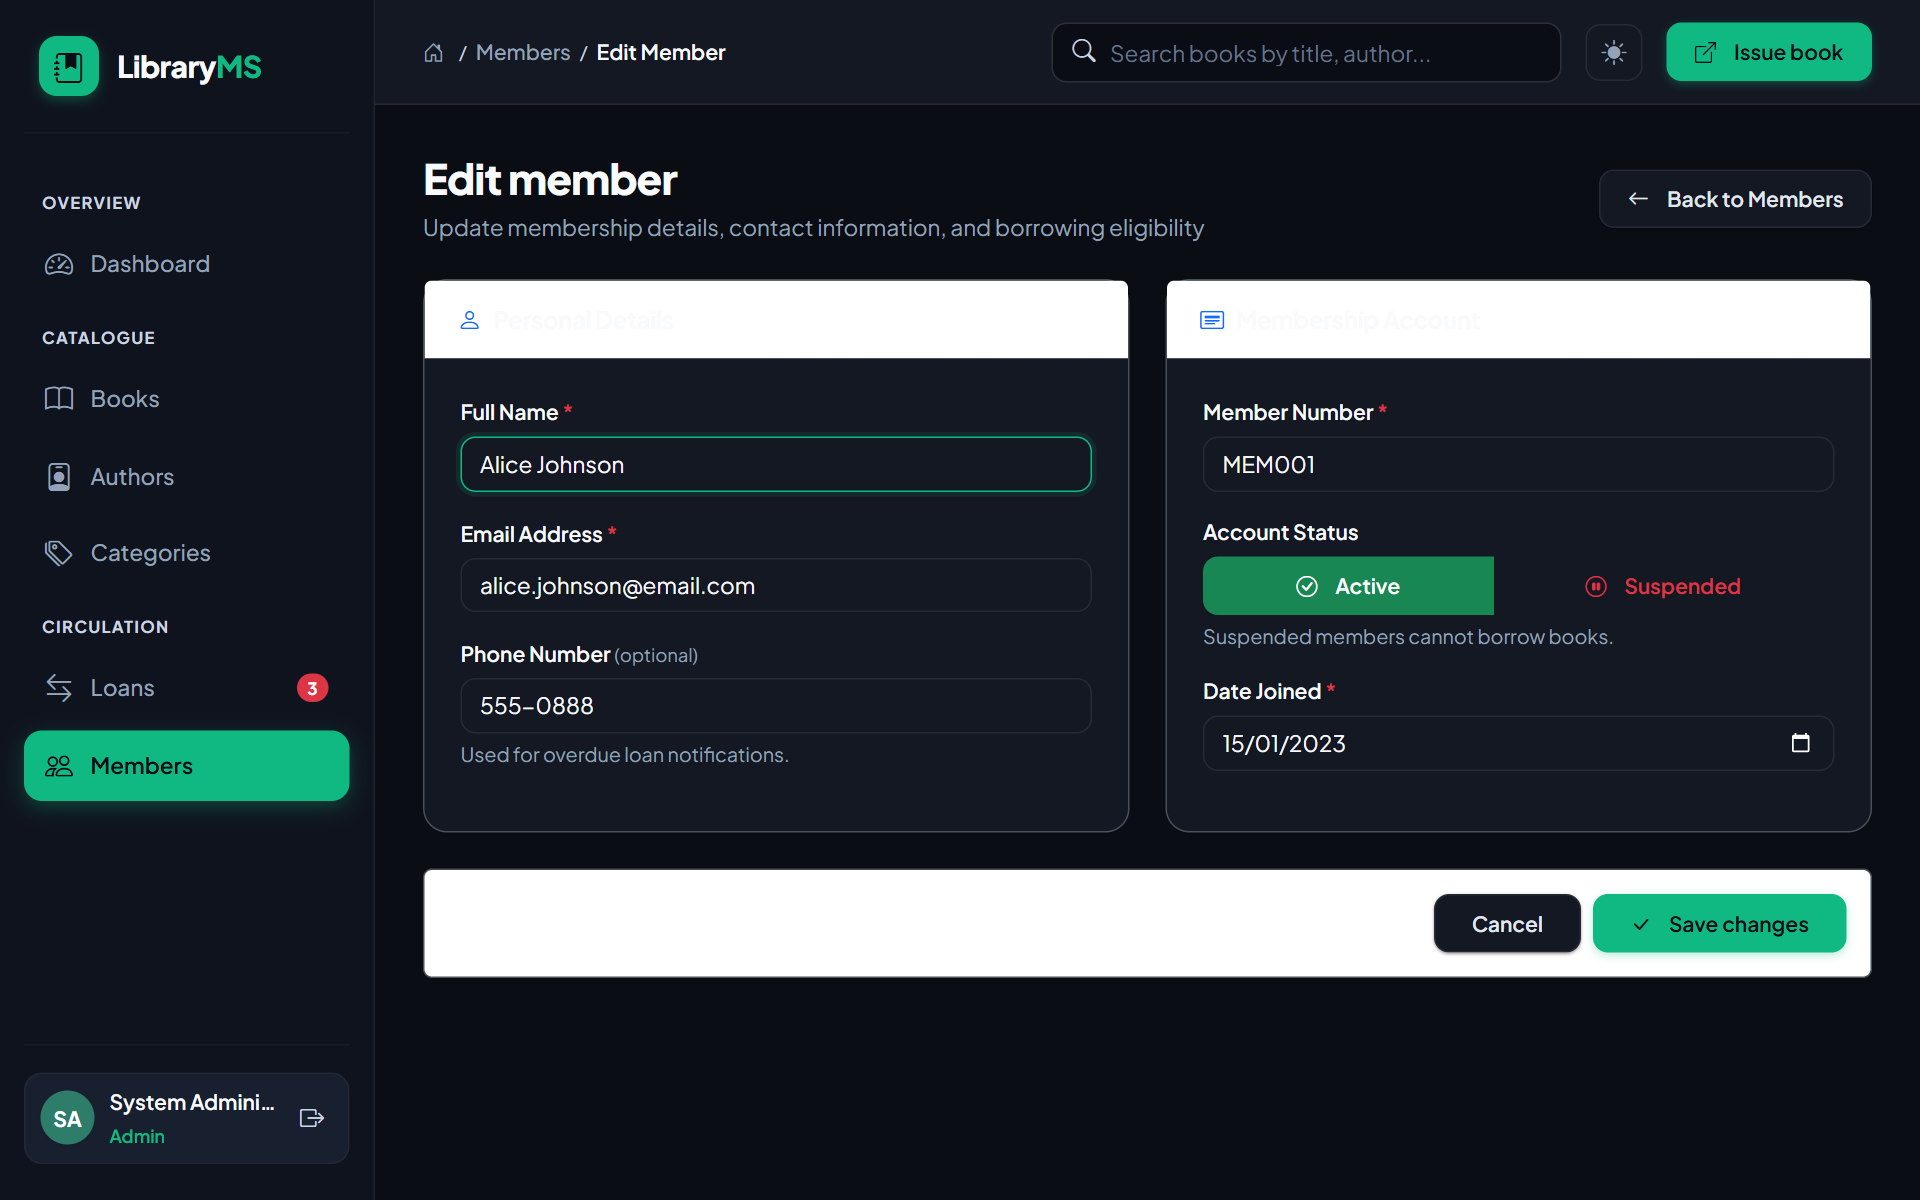 LibraryMS
/ Members / Edit Member
Search books by title, author...
Issue book
OVERVIEW
Dashboard
CATALOGUE
Books
Authors
Categories
CIRCULATION
Loans 3
Members
SA
System Admini...
Admin
Edit member
Update membership details, contact information, and borrowing eligibility
Back to Members
Personal Details
Full Name *
Alice Johnson
Email Address *
alice.johnson@email.com
Phone Number (optional)
555-0888
Used for overdue loan notifications.
Membership Account
Member Number *
MEM001
Account Status
Active
Suspended
Suspended members cannot borrow books.
Date Joined *
15/01/2023
Cancel
Save changes